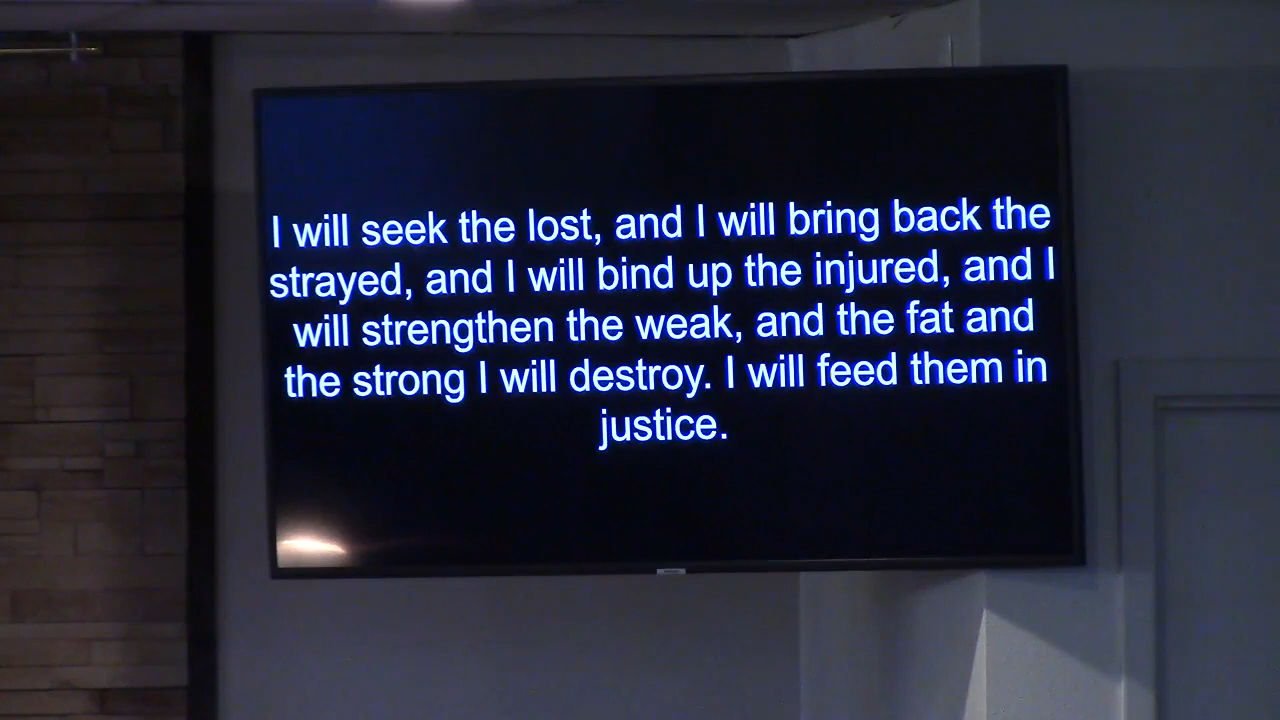 I will seek the lost, and I will bring back the
strayed, and I will bind up the injured, and I
will strengthen the weak, and the fat and
the strong I will destroy. I will feed them in
justice.